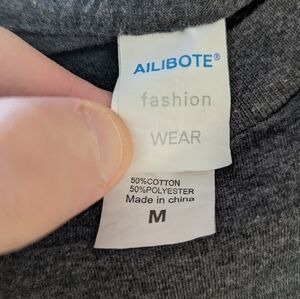 AILIBOTE®
fashion
WEAR
50%COTTON
50%POLYESTER
Made in china
M